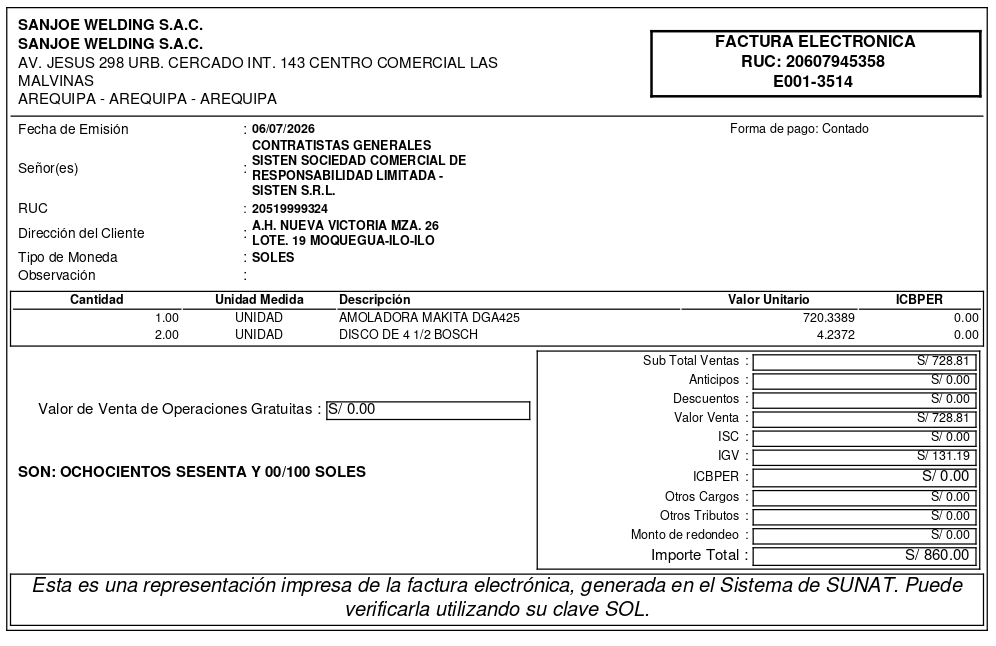 SANJOE WELDING S.A.C.
SANJOE WELDING S.A.C.
AV. JESUS 298 URB. CERCADO INT. 143 CENTRO COMERCIAL LAS
MALVINAS
AREQUIPA - AREQUIPA - AREQUIPA
FACTURA ELECTRONICA
RUC: 20607945358
E001-3514
Fecha de Emisión : 06/07/2026
Forma de pago: Contado
Señor(es) : CONTRATISTAS GENERALES
SISTEN SOCIEDAD COMERCIAL DE
RESPONSABILIDAD LIMITADA -
SISTEN S.R.L.
RUC : 20519999324
Dirección del Cliente : A.H. NUEVA VICTORIA MZA. 26
LOTE. 19 MOQUEGUA-ILO-ILO
Tipo de Moneda : SOLES
Observación :
Cantidad Unidad Medida Descripción Valor Unitario ICBPER
1.00 UNIDAD AMOLADORA MAKITA DGA425 720.3389 0.00
2.00 UNIDAD DISCO DE 4 1/2 BOSCH 4.2372 0.00
Valor de Venta de Operaciones Gratuitas : S/ 0.00
SON: OCHOCIENTOS SESENTA Y 00/100 SOLES
Sub Total Ventas : S/ 728.81
Anticipos : S/ 0.00
Descuentos : S/ 0.00
Valor Venta : S/ 728.81
ISC : S/ 0.00
IGV : S/ 131.19
ICBPER : S/ 0.00
Otros Cargos : S/ 0.00
Otros Tributos : S/ 0.00
Monto de redondeo : S/ 0.00
Importe Total : S/ 860.00
Esta es una representación impresa de la factura electrónica, generada en el Sistema de SUNAT. Puede
verificarla utilizando su clave SOL.